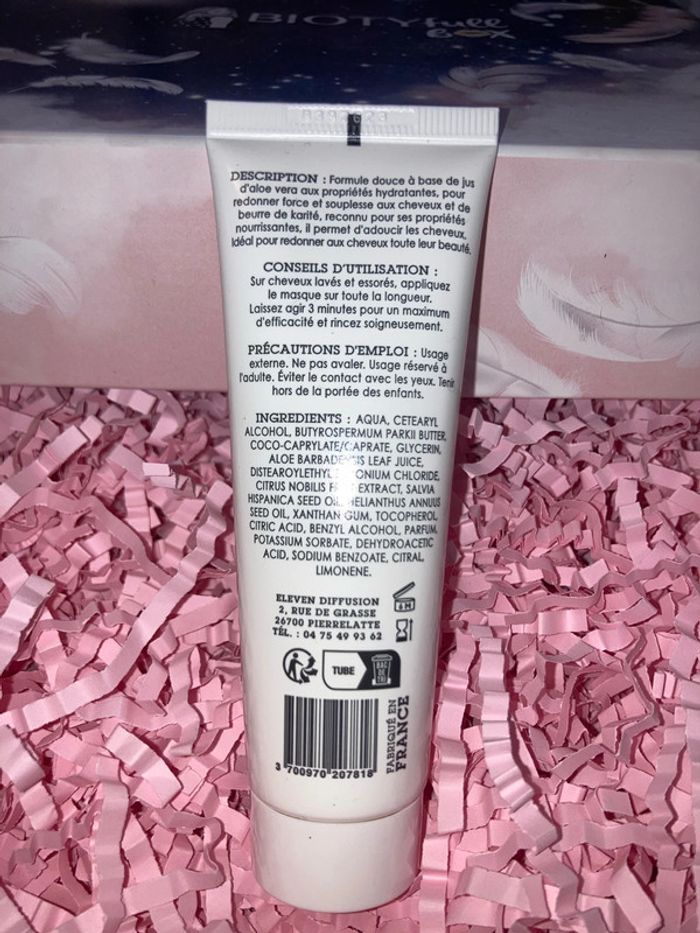 BIOTYfull
box
DESCRIPTION : Formule douce à base de jus
d'aloe vera aux propriétés hydratantes, pour
redonner force et souplesse aux cheveux et de
beurre de karité, reconnu pour ses propriétés
nourrissantes, il permet d'adoucir les cheveux.
Idéal pour redonner aux cheveux toute leur beauté.
CONSEILS D'UTILISATION :
Sur cheveux lavés et essorés, appliquez
le masque sur toute la longueur.
Laissez agir 3 minutes pour un maximum
d'efficacité et rincez soigneusement.
PRÉCAUTIONS D'EMPLOI : Usage
externe. Ne pas avaler. Usage réservé à
l'adulte. Éviter le contact avec les yeux. Tenir
hors de la portée des enfants.
INGREDIENTS : AQUA, CETEARYL
ALCOHOL, BUTYROSPERMUM PARKII BUTTER,
COCO-CAPRYLATE/CAPRATE, GLYCERIN,
ALOE BARBADENSIS LEAF JUICE,
CHLORIDE,
CITRUS NOBILIS EXTRACT, SALVIA
HISPANICA SEED OIL, HELIANTHUS ANNUUS
SEED OIL, XANTHAN GUM, TOCOPHEROL,
CITRIC ACID, BENZYL ALCOHOL, PARFUM,
POTASSIUM SORBATE, DEHYDROACETIC
ACID, SODIUM BENZOATE, CITRAL,
LIMONENE.
ELEVEN DIFFUSION
2, RUE DE GRASSE
26700 PIERRELATTE
TÉL. : 04 75 49 93 62
6 M
TUBE
BAC
DE
TRI
FABRIQUÉ EN
FRANCE
3 700970 207818